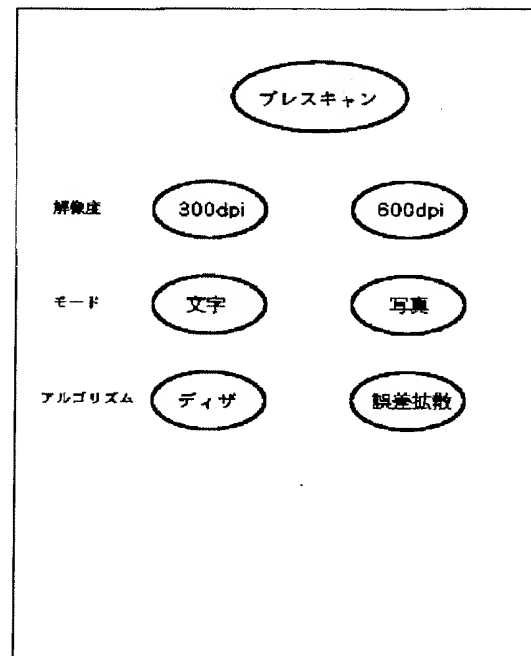 プレスキャン
解像度 300dpi 600dpi
モード 文字 写真
アルゴリズム ディザ 誤差拡散